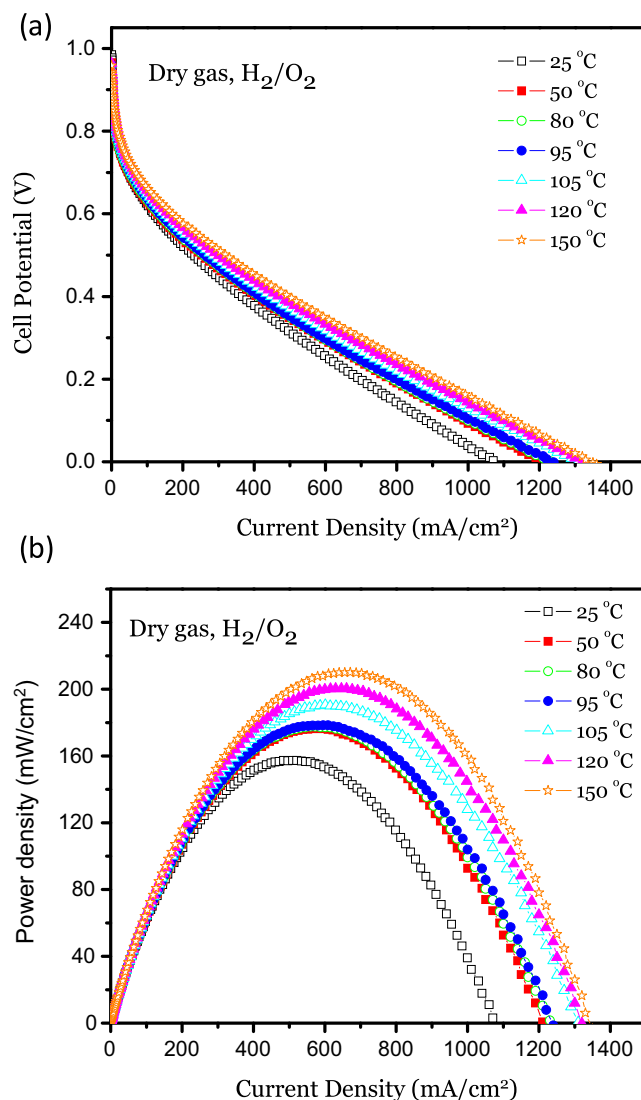 (a)
Dry gas, H₂/O₂
25 °C
50 °C
80 °C
95 °C
105 °C
120 °C
150 °C
1.0
0.8
0.6
0.4
0.2
0.0
Cell Potential (V)
0 200 400 600 800 1000 1200 1400
Current Density (mA/cm²)
(b)
Dry gas, H₂/O₂
25 °C
50 °C
80 °C
95 °C
105 °C
120 °C
150 °C
240
200
160
120
80
40
0
Power density (mW/cm²)
0 200 400 600 800 1000 1200 1400
Current Density (mA/cm²)